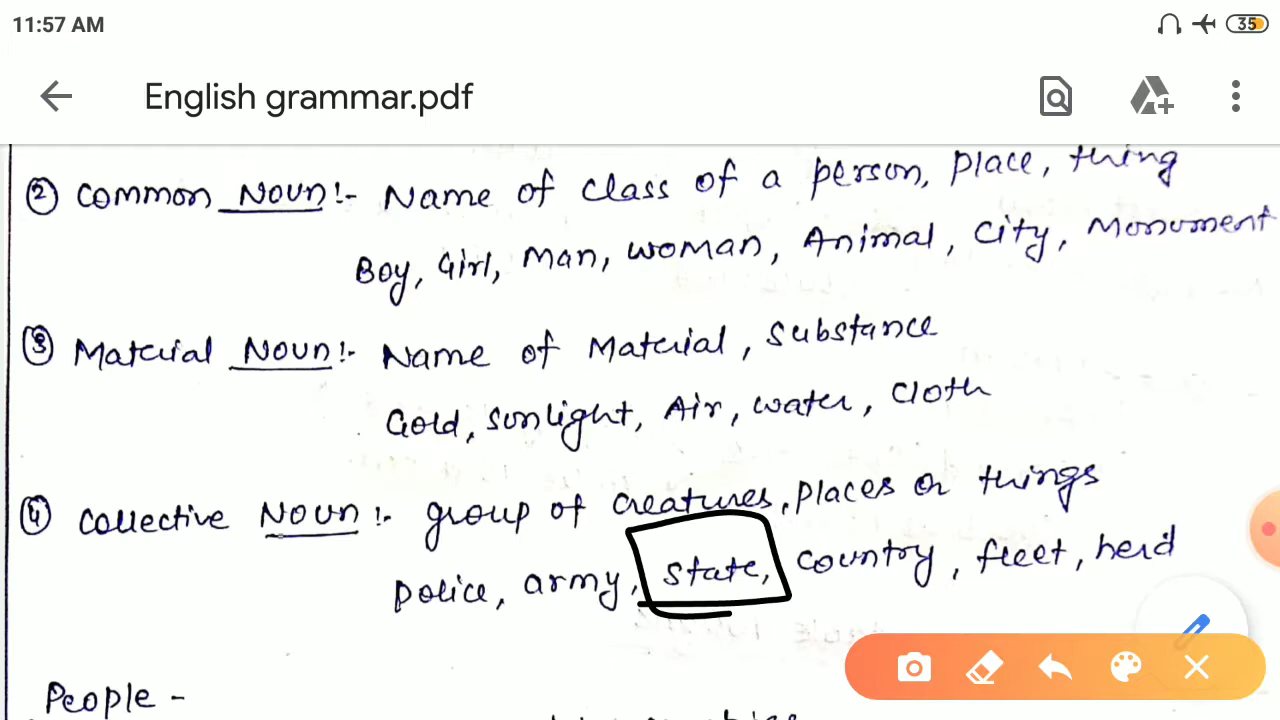 11:57 AM
35
English grammar.pdf
② Common Noun:- Name of class of a person, place, thing
Boy, Girl, Man, woman, Animal, City, Monument
③ Material Noun:- Name of Material, substance
Gold, sunlight, Air, water, cloth
④ Collective Noun:- group of creatures, places or things
police, army, state, country, fleet, herd
People -